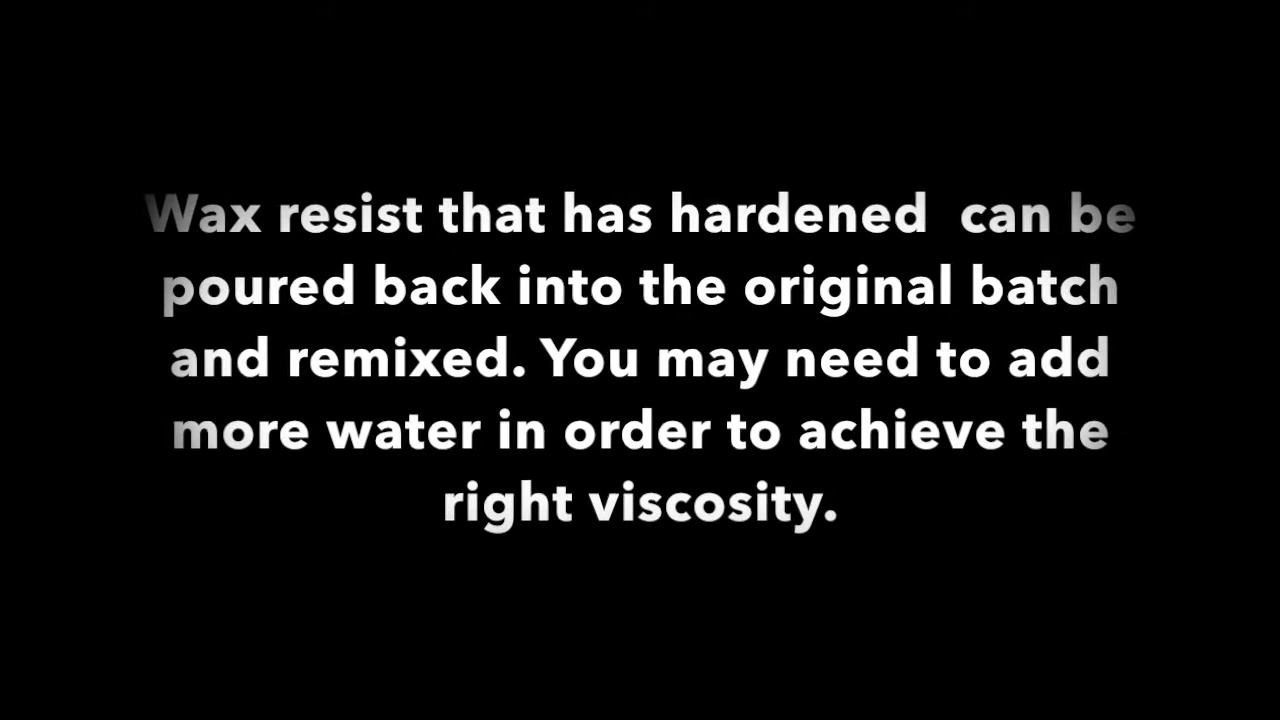 Wax resist that has hardened  can be
poured back into the original batch
and remixed. You may need to add
more water in order to achieve the
right viscosity.